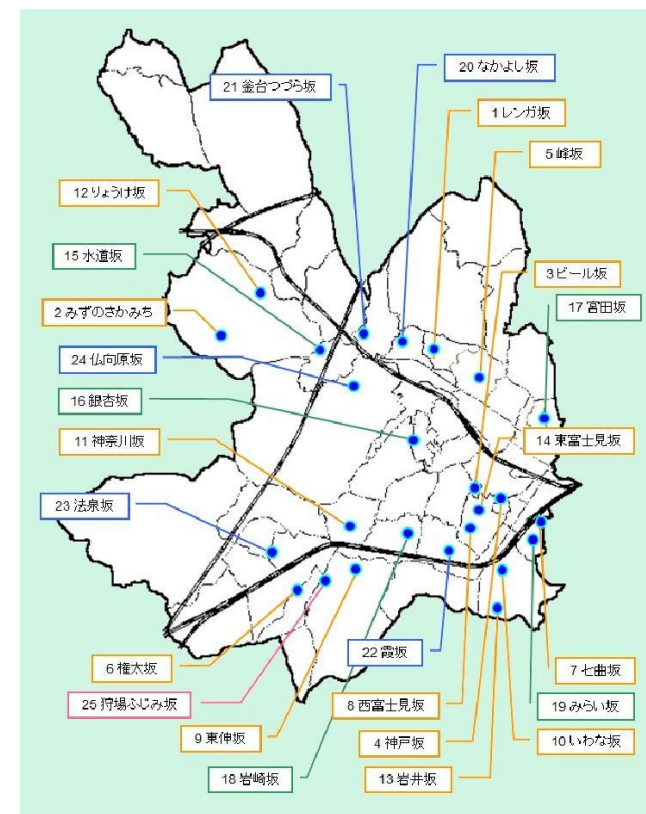 20 なかよし坂
21 釜台つづら坂
1 レンガ坂
5 峰坂
12 りょうけ坂
15 水道坂
3 ビール坂
17 宮田坂
2 みずのさかみち
24 仏向原坂
16 銀杏坂
11 神奈川坂
14 東富士見坂
23 法泉坂
22 霞坂
6 権太坂
7 七曲坂
25 狩場ふじみ坂
8 西富士見坂
19 みらい坂
9 東伸坂
4 神戸坂
10 いわな坂
18 岩崎坂
13 岩井坂